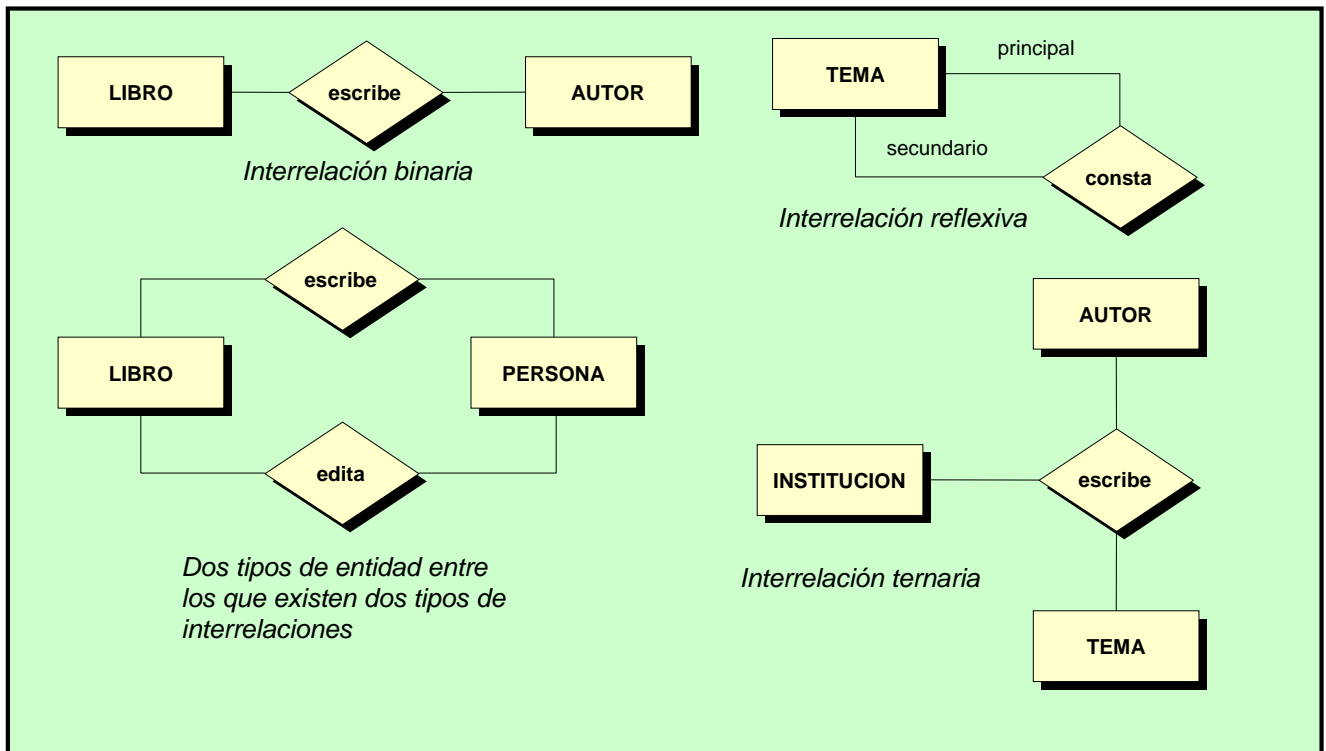 LIBRO
escribe
AUTOR
Interrelación binaria
principal
TEMA
secundario
consta
Interrelación reflexiva
escribe
LIBRO
PERSONA
edita
Dos tipos de entidad entre
los que existen dos tipos de
interrelaciones
AUTOR
INSTITUCION
escribe
Interrelación ternaria
TEMA